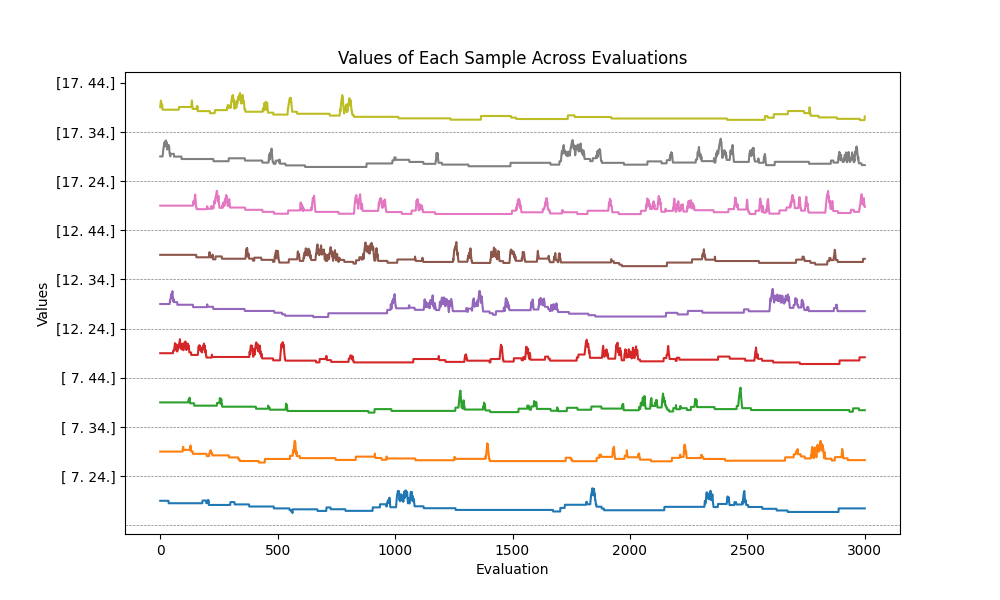 Values of Each Sample Across Evaluations
[17. 44.]
[17. 34.]
[17. 24.]
[12. 44.]
[12. 34.]
[12. 24.]
[ 7. 44.]
[ 7. 34.]
[ 7. 24.]
Values
0 500 1000 1500 2000 2500 3000
Evaluation